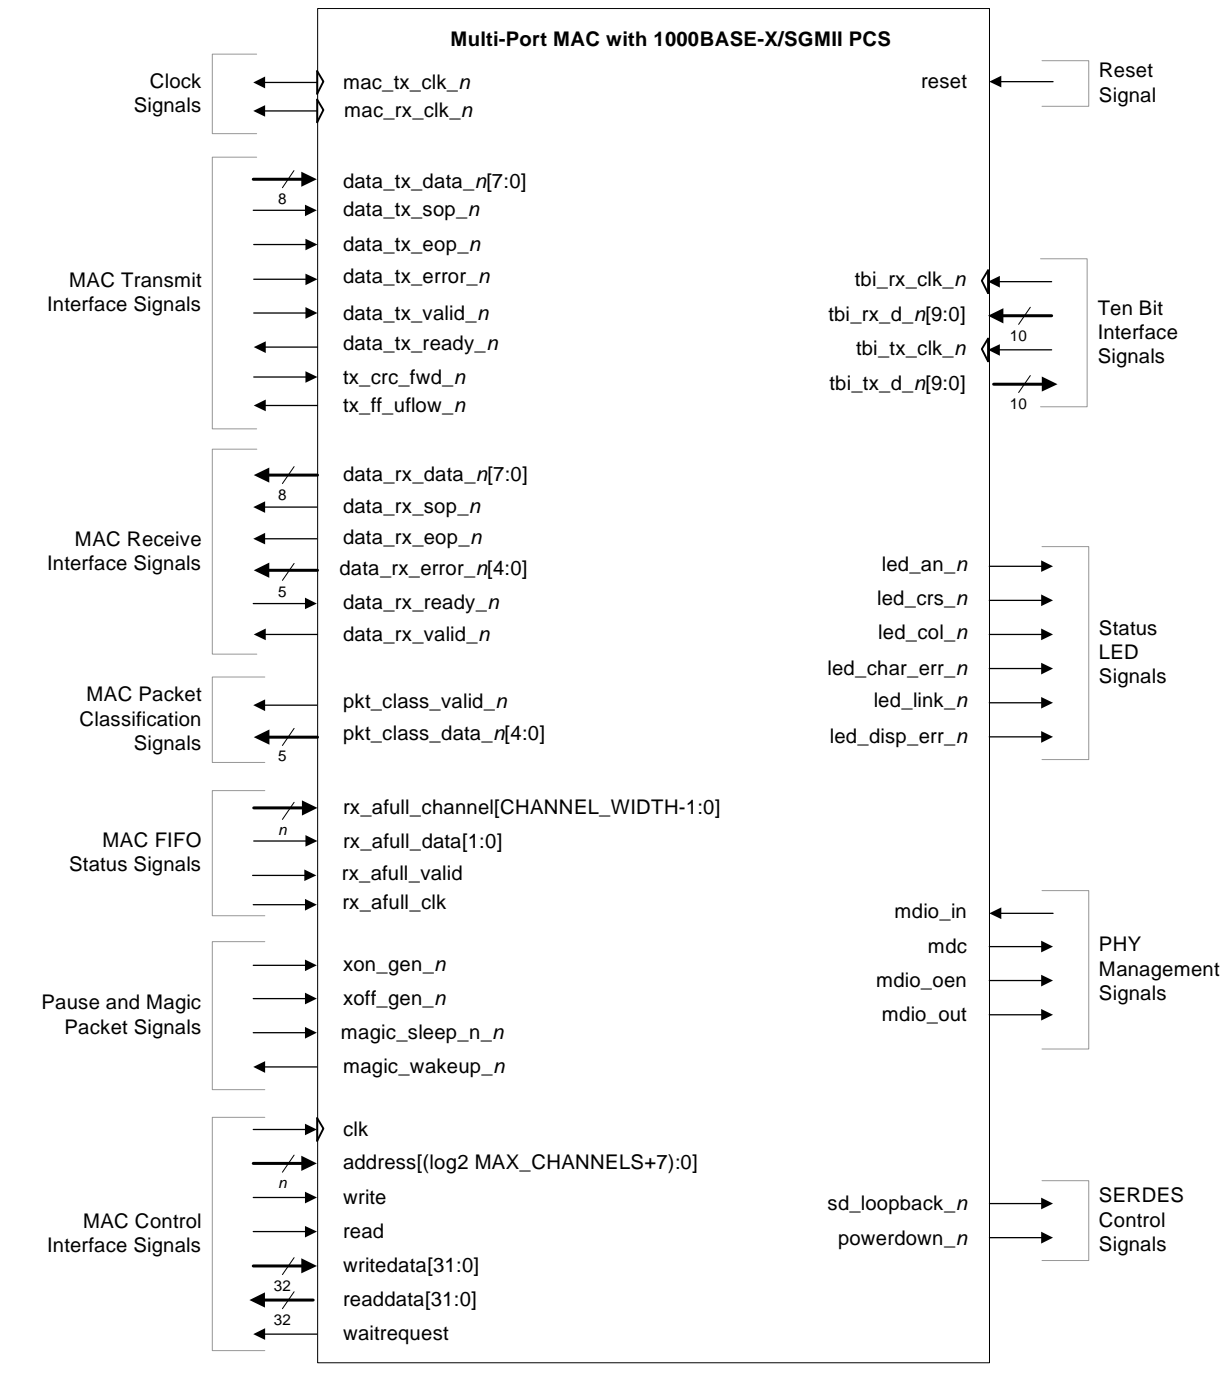 Multi-Port MAC with 1000BASE-X/SGMII PCS
Clock
Signals
mac_tx_clk_n
mac_rx_clk_n
reset
Reset
Signal
MAC Transmit
Interface Signals
8
data_tx_data_n[7:0]
data_tx_sop_n
data_tx_eop_n
data_tx_error_n
data_tx_valid_n
data_tx_ready_n
tx_crc_fwd_n
tx_ff_uflow_n
tbi_rx_clk_n
tbi_rx_d_n[9:0]
10
tbi_tx_clk_n
tbi_tx_d_n[9:0]
10
Ten Bit
Interface
Signals
MAC Receive
Interface Signals
data_rx_data_n[7:0]
8
data_rx_sop_n
data_rx_eop_n
data_rx_error_n[4:0]
5
data_rx_ready_n
data_rx_valid_n
led_an_n
led_crs_n
led_col_n
led_char_err_n
led_link_n
led_disp_err_n
Status
LED
Signals
MAC Packet
Classification
Signals
pkt_class_valid_n
pkt_class_data_n[4:0]
5
MAC FIFO
Status Signals
rx_afull_channel[CHANNEL_WIDTH-1:0]
n
rx_afull_data[1:0]
rx_afull_valid
rx_afull_clk
mdio_in
mdc
mdio_oen
mdio_out
PHY
Management
Signals
Pause and Magic
Packet Signals
xon_gen_n
xoff_gen_n
magic_sleep_n_n
magic_wakeup_n
MAC Control
Interface Signals
clk
address[(log2 MAX_CHANNELS+7):0]
n
write
read
writedata[31:0]
32
readdata[31:0]
32
waitrequest
sd_loopback_n
powerdown_n
SERDES
Control
Signals